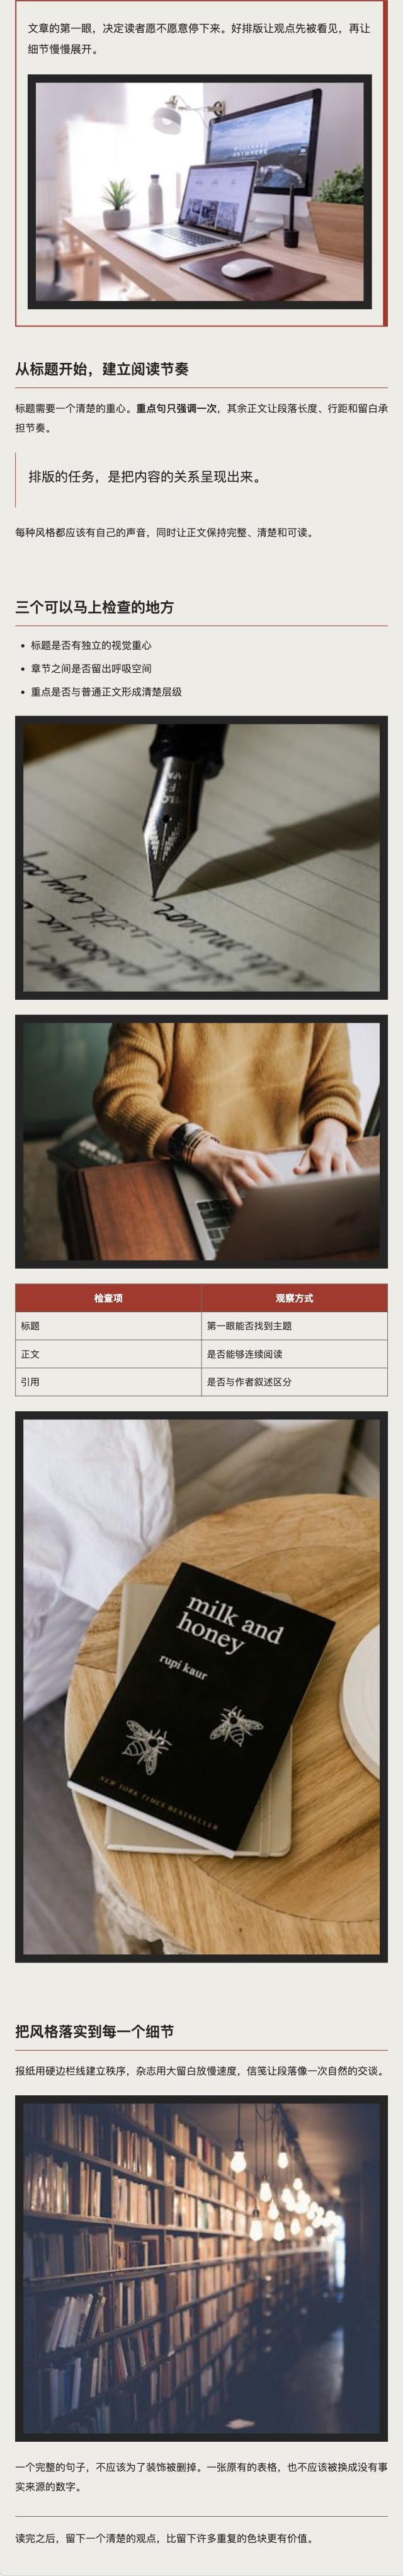 文章的第一眼，决定读者愿不愿意停下来。好排版让观点先被看见，再让
细节慢慢展开。
从标题开始，建立阅读节奏
标题需要一个清楚的重心。重点句只强调一次，其余正文让段落长度、行距和留白承
担节奏。
排版的任务，是把内容的关系呈现出来。
每种风格都应该有自己的声音，同时让正文保持完整、清楚和可读。
三个可以马上检查的地方
• 标题是否有独立的视觉重心
• 章节之间是否留出呼吸空间
• 重点是否与普通正文形成清楚层级
检查项 观察方式
标题 第一眼能否找到主题
正文 是否能够连续阅读
引用 是否与作者叙述区分
milk and
honey
rupi kaur
NEW YORK TIMES BESTSELLER
把风格落实到每一个细节
报纸用硬边栏线建立秩序，杂志用大留白放慢速度，信笺让段落像一次自然的交谈。
一个完整的句子，不应该为了装饰被删掉。一张原有的表格，也不应该被换成没有事
实来源的数字。
读完之后，留下一个清楚的观点，比留下许多重复的色块更有价值。